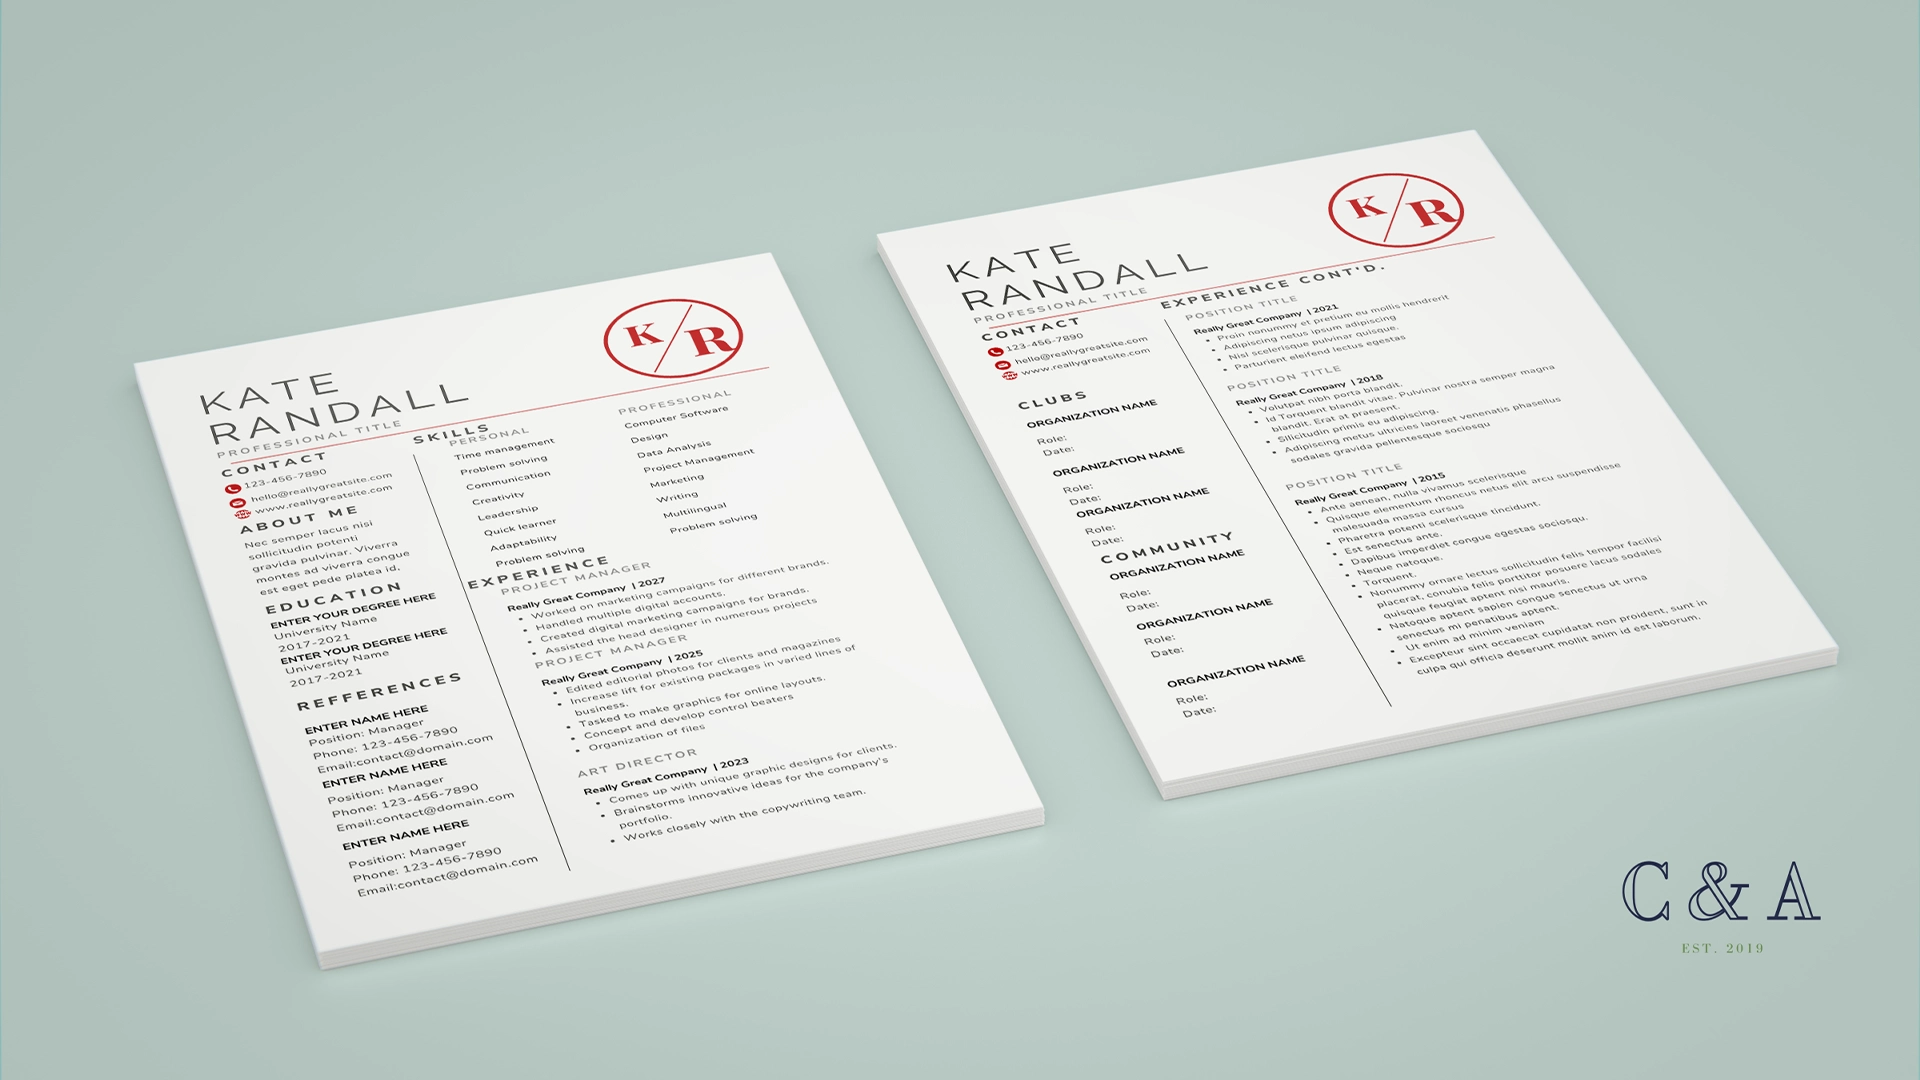 KATE
RANDALL
PROFESSIONAL TITLE
K/R
CONTACT
123-456-7890
hello@reallygreatsite.com
www.reallygreatsite.com
ABOUT ME
Nec semper lacus nisi
sollicitudin potenti
gravida pulvinar. Viverra
montes ad viverra congue
est eget pede platea id.
EDUCATION
ENTER YOUR DEGREE HERE
University Name
2017-2021
ENTER YOUR DEGREE HERE
University Name
2017-2021
REFFERENCES
ENTER NAME HERE
Position: Manager
Phone: 123-456-7890
Email:contact@domain.com
ENTER NAME HERE
Position: Manager
Phone: 123-456-7890
Email:contact@domain.com
ENTER NAME HERE
Position: Manager
Phone: 123-456-7890
Email:contact@domain.com
SKILLS
PERSONAL
Time management
Problem solving
Communication
Creativity
Leadership
Quick learner
Adaptability
Problem solving
PROFESSIONAL
Computer Software
Design
Data Analysis
Project Management
Marketing
Writing
Multilingual
Problem solving
EXPERIENCE
PROJECT MANAGER
Really Great Company | 2027
• Worked on marketing campaigns for different brands.
• Handled multiple digital accounts.
• Created digital marketing campaigns for brands.
• Assisted the head designer in numerous projects
PROJECT MANAGER
Really Great Company | 2025
• Edited editorial photos for clients and magazines
• Increase lift for existing packages in varied lines of
business.
• Tasked to make graphics for online layouts.
• Concept and develop control beaters
• Organization of files
ART DIRECTOR
Really Great Company | 2023
• Comes up with unique graphic designs for clients.
• Brainstorms innovative ideas for the company's
portfolio.
• Works closely with the copywriting team.
KATE
RANDALL
PROFESSIONAL TITLE
K/R
CONTACT
123-456-7890
hello@reallygreatsite.com
www.reallygreatsite.com
CLUBS
ORGANIZATION NAME
Role:
Date:
ORGANIZATION NAME
Role:
Date:
ORGANIZATION NAME
Role:
Date:
COMMUNITY
ORGANIZATION NAME
Role:
Date:
ORGANIZATION NAME
Role:
Date:
ORGANIZATION NAME
Role:
Date:
EXPERIENCE CONT'D.
POSITION TITLE
Really Great Company | 2021
• Proin nonummy et pretium eu mollis hendrerit
• Adipiscing netus ipsum adipiscing
• Nisl scelerisque pulvinar quisque.
• Parturient eleifend lectus egestas
POSITION TITLE
Really Great Company | 2018
• Volutpat nibh porta blandit.
• Id Torquent blandit vitae. Pulvinar nostra semper magna
blandit. Erat at praesent.
• Sillcitudin primis eu adipiscing.
• Adipiscing metus ultricies laoreet venenatis phasellus
sodales gravida pellentesque sociosqu
POSITION TITLE
Really Great Company | 2015
• Ante aenean, nulla vivamus scelerisque
• Quisque elementum rhoncus netus elit arcu suspendisse
malesuada massa cursus
• Pharetra potenti scelerisque tincidunt.
• Est senectus ante.
• Dapibus imperdiet congue egestas sociosqu.
• Neque natoque.
• Torquent.
• Nonummy ornare lectus sollicitudin felis tempor facilisi
placerat, conubia felis porttitor posuere lacus sodales
quisque feugiat aptent nisi mauris.
• Natoque aptent sapien congue senectus ut urna
senectus mi penatibus aptent.
• Ut enim ad minim veniam
• Excepteur sint occaecat cupidatat non proident, sunt in
culpa qui officia deserunt mollit anim id est laborum.
C & A
EST. 2019